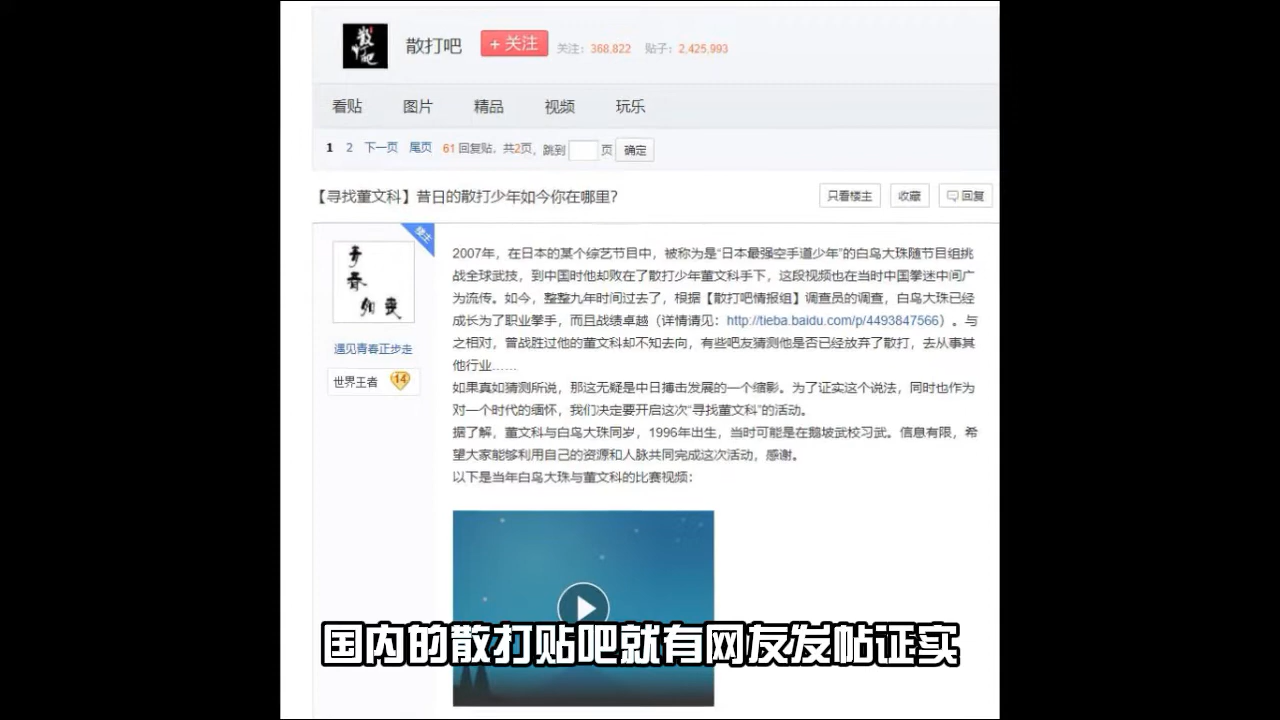 散打吧
+ 关注
关注：368,822 贴子：2,425,993
看贴 图片 精品 视频 玩乐
1 2 下一页 尾页 61回复贴，共2页，跳到 页 确定
【寻找董文科】昔日的散打少年如今你在哪里？
只看楼主 收藏 回复
楼主
2007年，在日本的某个综艺节目中，被称为是“日本最强空手道少年”的白鸟大珠随节目组挑
战全球武技，到中国时他却败在了散打少年董文科手下，这段视频也在当时中国拳迷中间广
为流传。如今，整整九年时间过去了，根据【散打吧情报组】调查员的调查，白鸟大珠已经
成长为了职业拳手，而且战绩卓越（详情请见：http://tieba.baidu.com/p/4493847566）。与
之相对，曾战胜过他的董文科却不知去向，有些吧友猜测他是否已经放弃了散打，去从事其
他行业……
如果真如猜测所说，那这无疑是中日搏击发展的一个缩影。为了证实这个说法，同时也作为
对一个时代的缅怀，我们决定要开启这次“寻找董文科”的活动。
据了解，董文科与白鸟大珠同岁，1996年出生，当时可能是在鹅坡武校习武。信息有限，希
望大家能够利用自己的资源和人脉共同完成这次活动，感谢。
以下是当年白鸟大珠与董文科的比赛视频：
遇见青春正步走
世界王者 14
国内的散打贴吧就有网友发帖证实